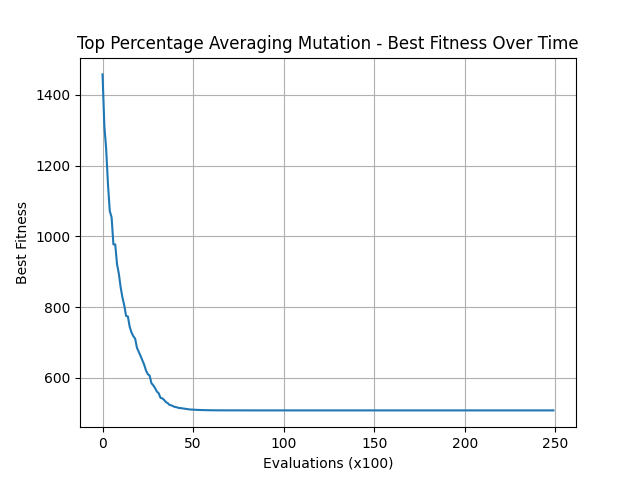 Top Percentage Averaging Mutation - Best Fitness Over Time
1400
1200
1000
800
600
Best Fitness
0 50 100 150 200 250
Evaluations (x100)